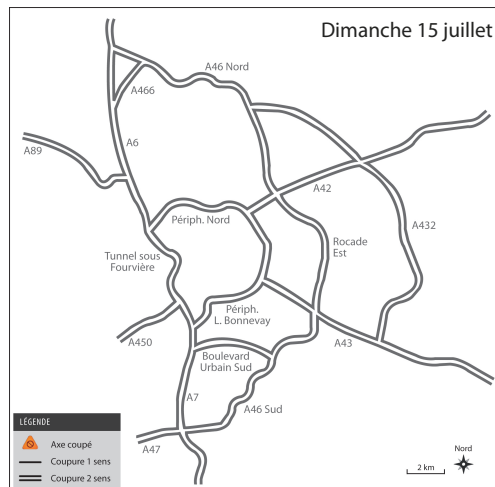 Dimanche 15 juillet
A46 Nord
A466
A6
A89
A42
Périph. Nord
A432
Rocade
Est
Tunnel sous
Fourvière
Périph.
L. Bonnevay
A450
A43
Boulevard
Urbain Sud
A7
A46 Sud
A47
LÉGENDE
Axe coupé
Coupure 1 sens
Coupure 2 sens
2 km
Nord